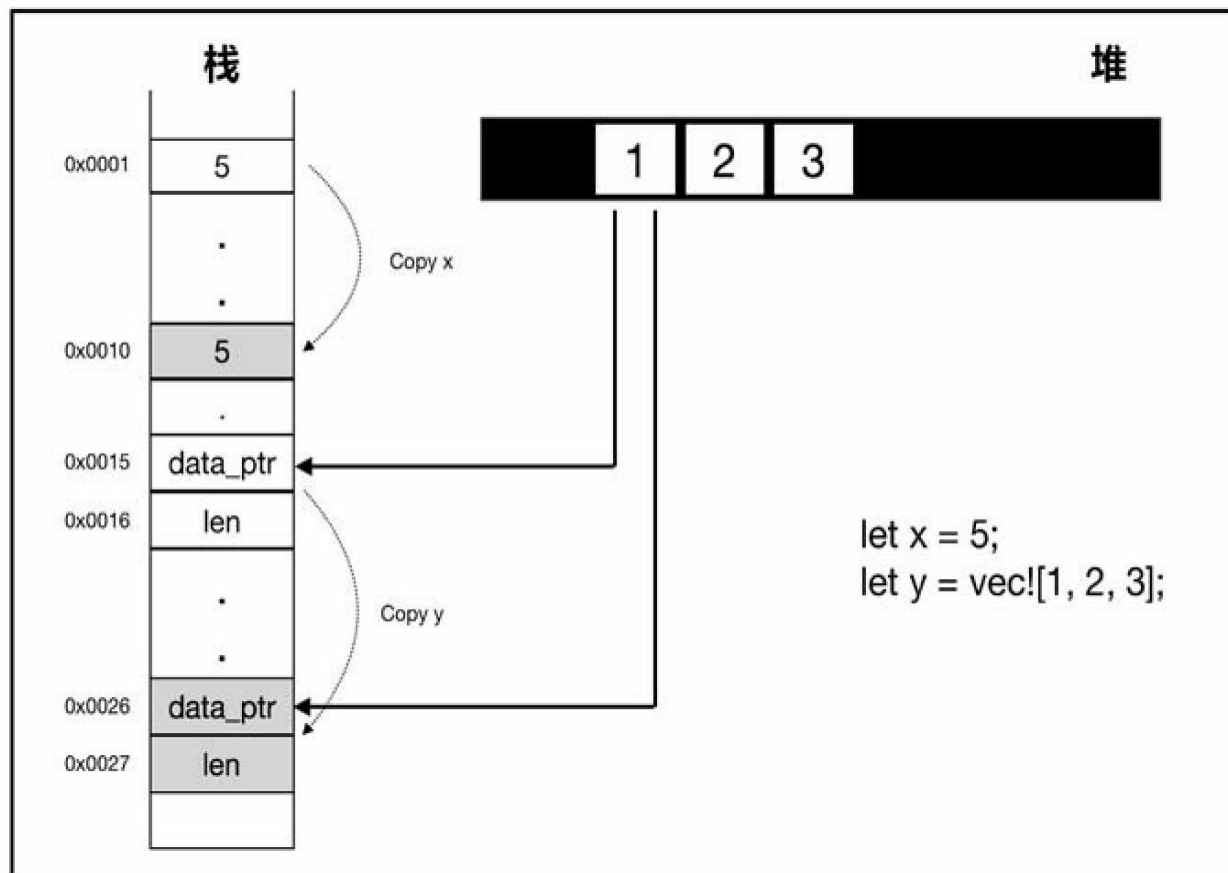 栈
堆
0x0001
5
1
2
3
.
.
Copy x
0x0010
5
.
0x0015
data_ptr
0x0016
len
let x = 5;
let y = vec![1, 2, 3];
.
.
Copy y
0x0026
data_ptr
0x0027
len